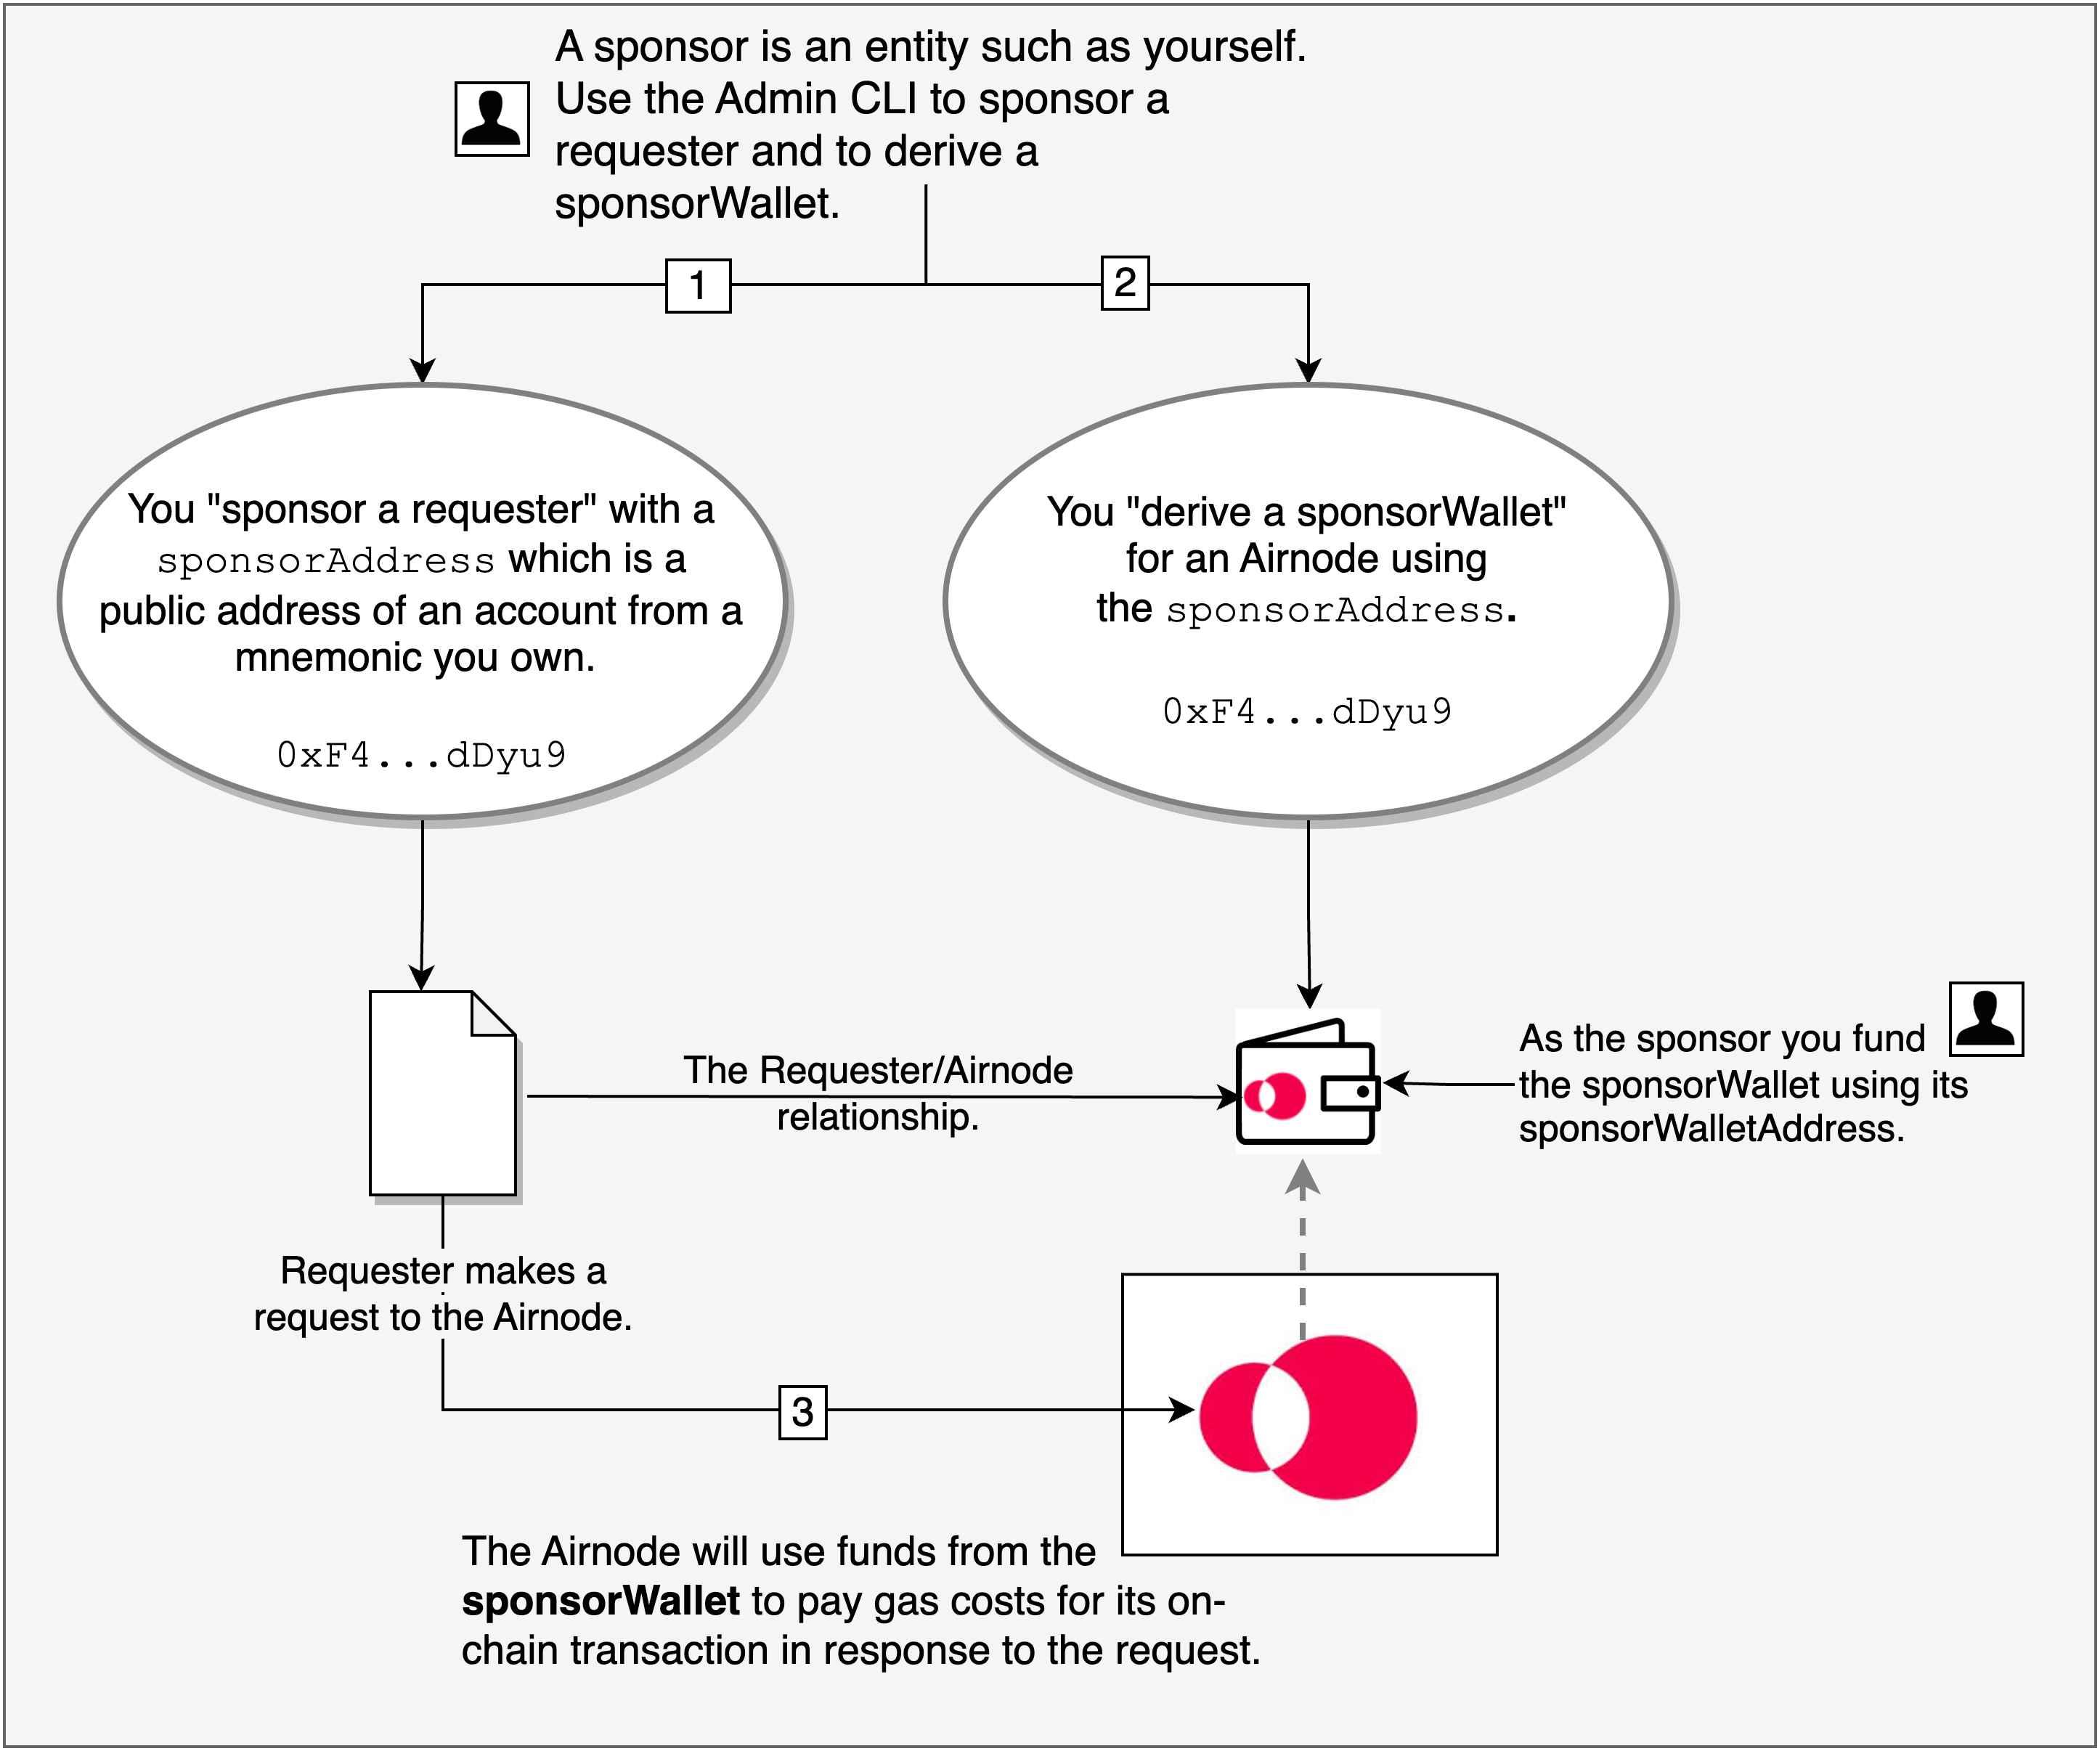 A sponsor is an entity such as yourself.
Use the Admin CLI to sponsor a
requester and to derive a
sponsorWallet.
1
2
You "sponsor a requester" with a
sponsorAddress which is a
public address of an account from a
mnemonic you own.
0xF4...dDyu9
You "derive a sponsorWallet"
for an Airnode using
the sponsorAddress.
0xF4...dDyu9
The Requester/Airnode
relationship.
As the sponsor you fund
the sponsorWallet using its
sponsorWalletAddress.
Requester makes a
request to the Airnode.
3
The Airnode will use funds from the
sponsorWallet to pay gas costs for its on-
chain transaction in response to the request.